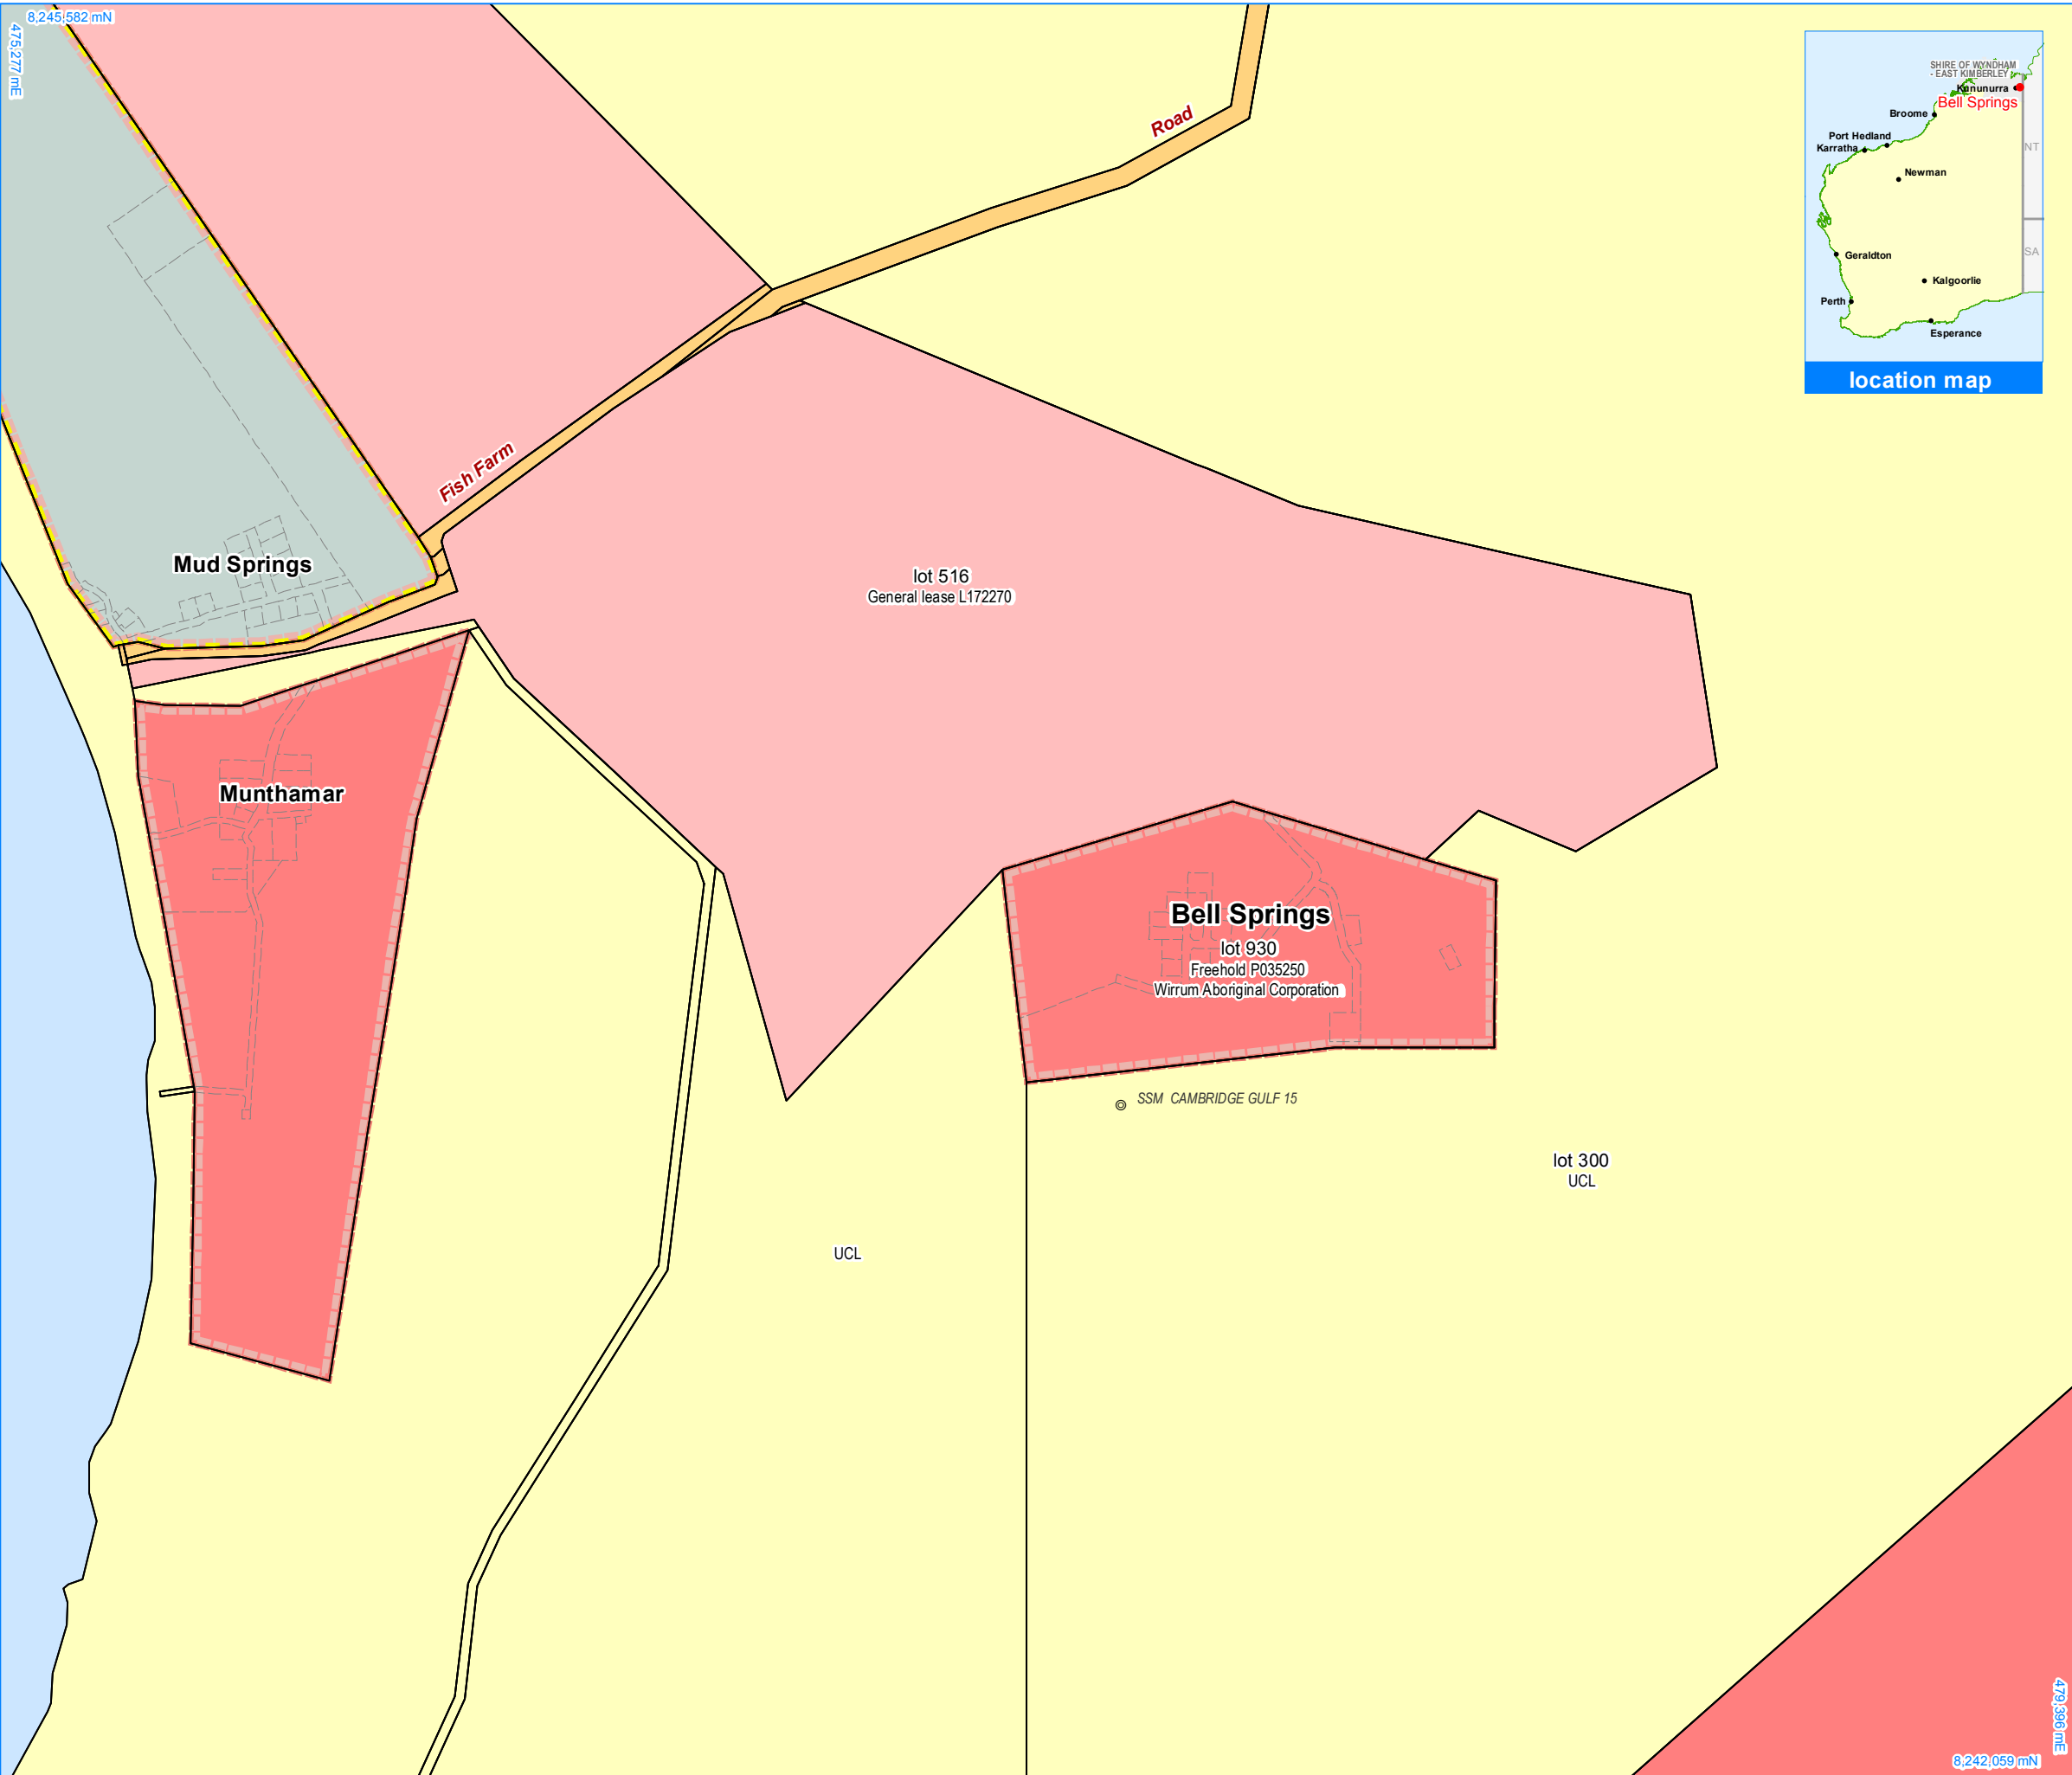 8,245,582 mN
475,277 mE
SHIRE OF WYNDHAM
- EAST KIMBERLEY
Kununurra
Bell Springs
Broome
Port Hedland
Karratha
NT
Newman
SA
Geraldton
Kalgoorlie
Perth
Esperance
location map
Road
Fish Farm
Mud Springs
lot 516
General lease L172270
Munthamar
Bell Springs
lot 930
Freehold P035250
Wirrum Aboriginal Corporation
SSM CAMBRIDGE GULF 15
lot 300
UCL
UCL
479,396 mE
8,242,059 mN